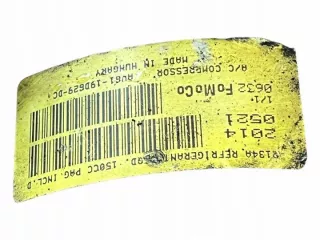 A/C COMPRESSOR
MADE IN HUNGARY
AV61-19D629-DC
0632 FoMoCo
1/1
0521
2014
R134A REFRIGERANT
150CC PAG INCL.D